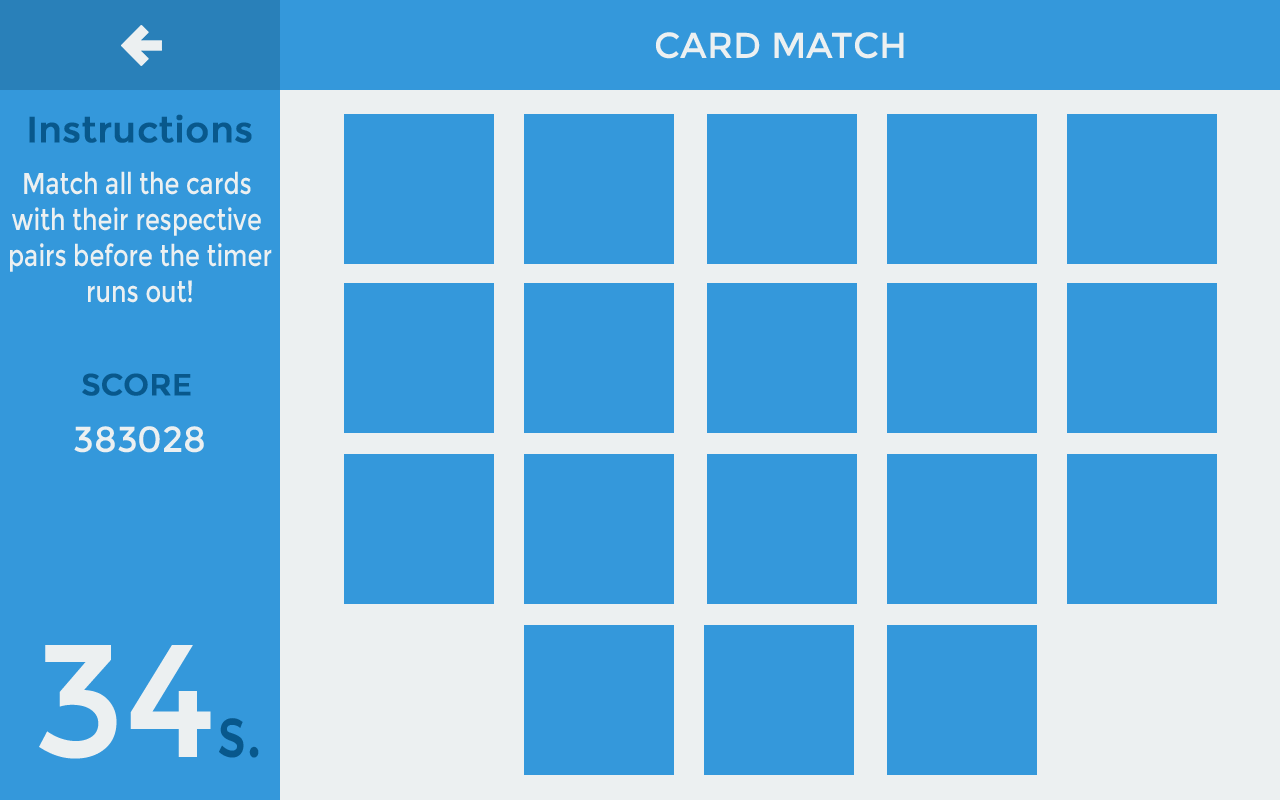 CARD MATCH
Instructions
Match all the cards
with their respective
pairs before the timer
runs out!
SCORE
383028
34s.